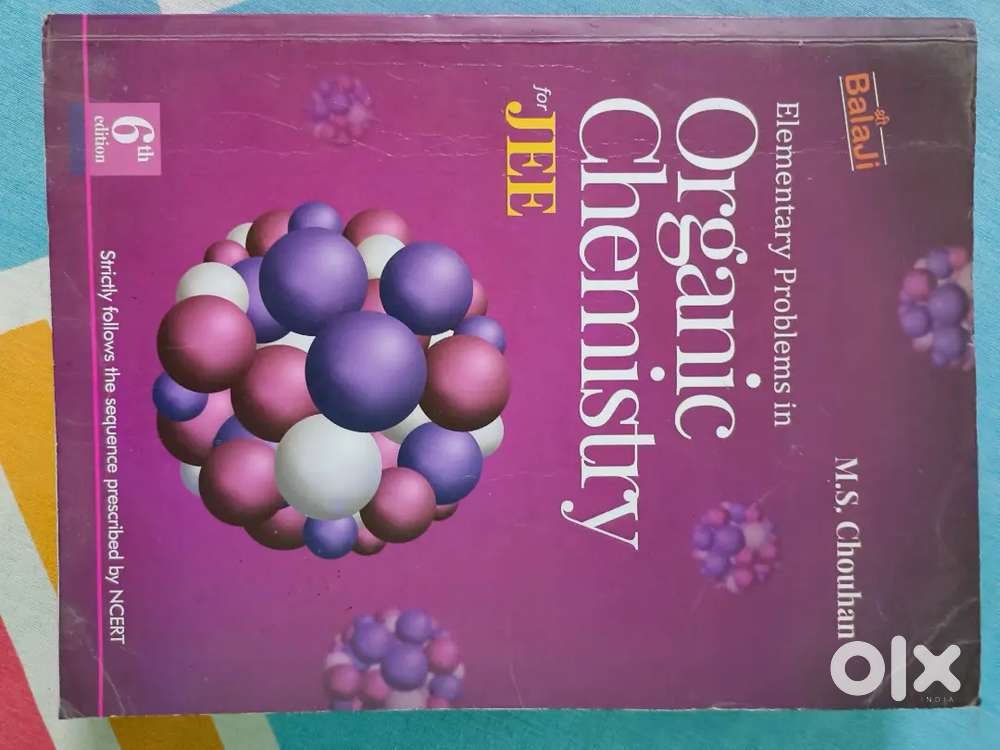 श्री
BalaJi
M.S. Chouhan
Elementary Problems in
Organic
Chemistry
for JEE
6th
edition
Strictly follows the sequence prescribed by NCERT
olx
INDIA